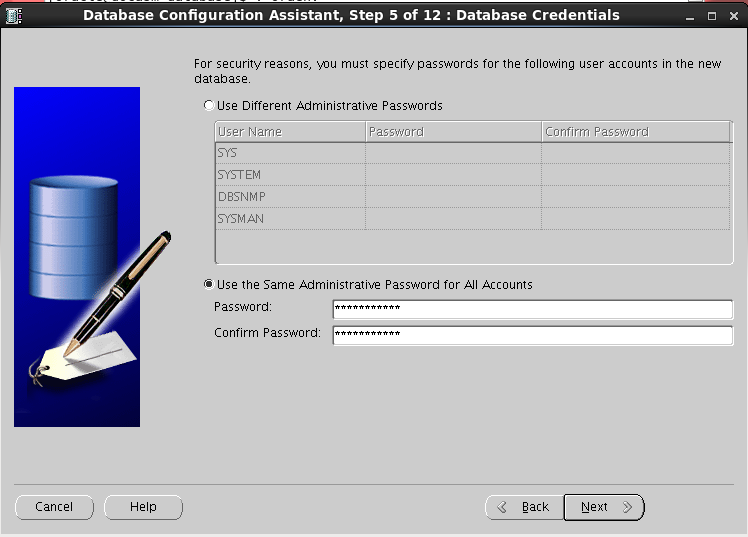 Database Configuration Assistant, Step 5 of 12 : Database Credentials
For security reasons, you must specify passwords for the following user accounts in the new
database.
Use Different Administrative Passwords
User Name Password Confirm Password
SYS
SYSTEM
DBSNMP
SYSMAN
Use the Same Administrative Password for All Accounts
Password: ***********
Confirm Password: ***********
Cancel Help Back Next